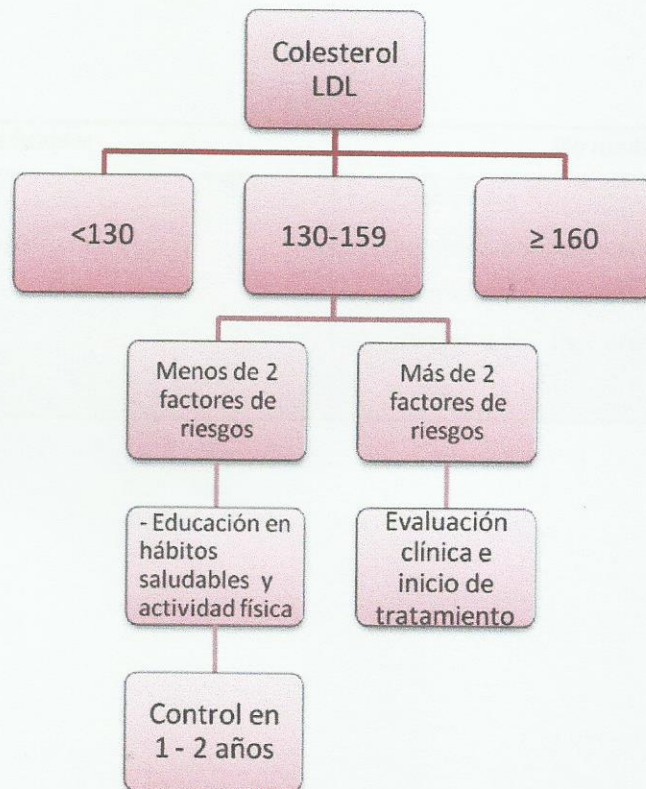 Colesterol
LDL
<130
130-159
≥ 160
Menos de 2
factores de
riesgos
Más de 2
factores de
riesgos
- Educación en
hábitos
saludables y
actividad física
Evaluación
clínica e
inicio de
tratamiento
Control en
1 - 2 años